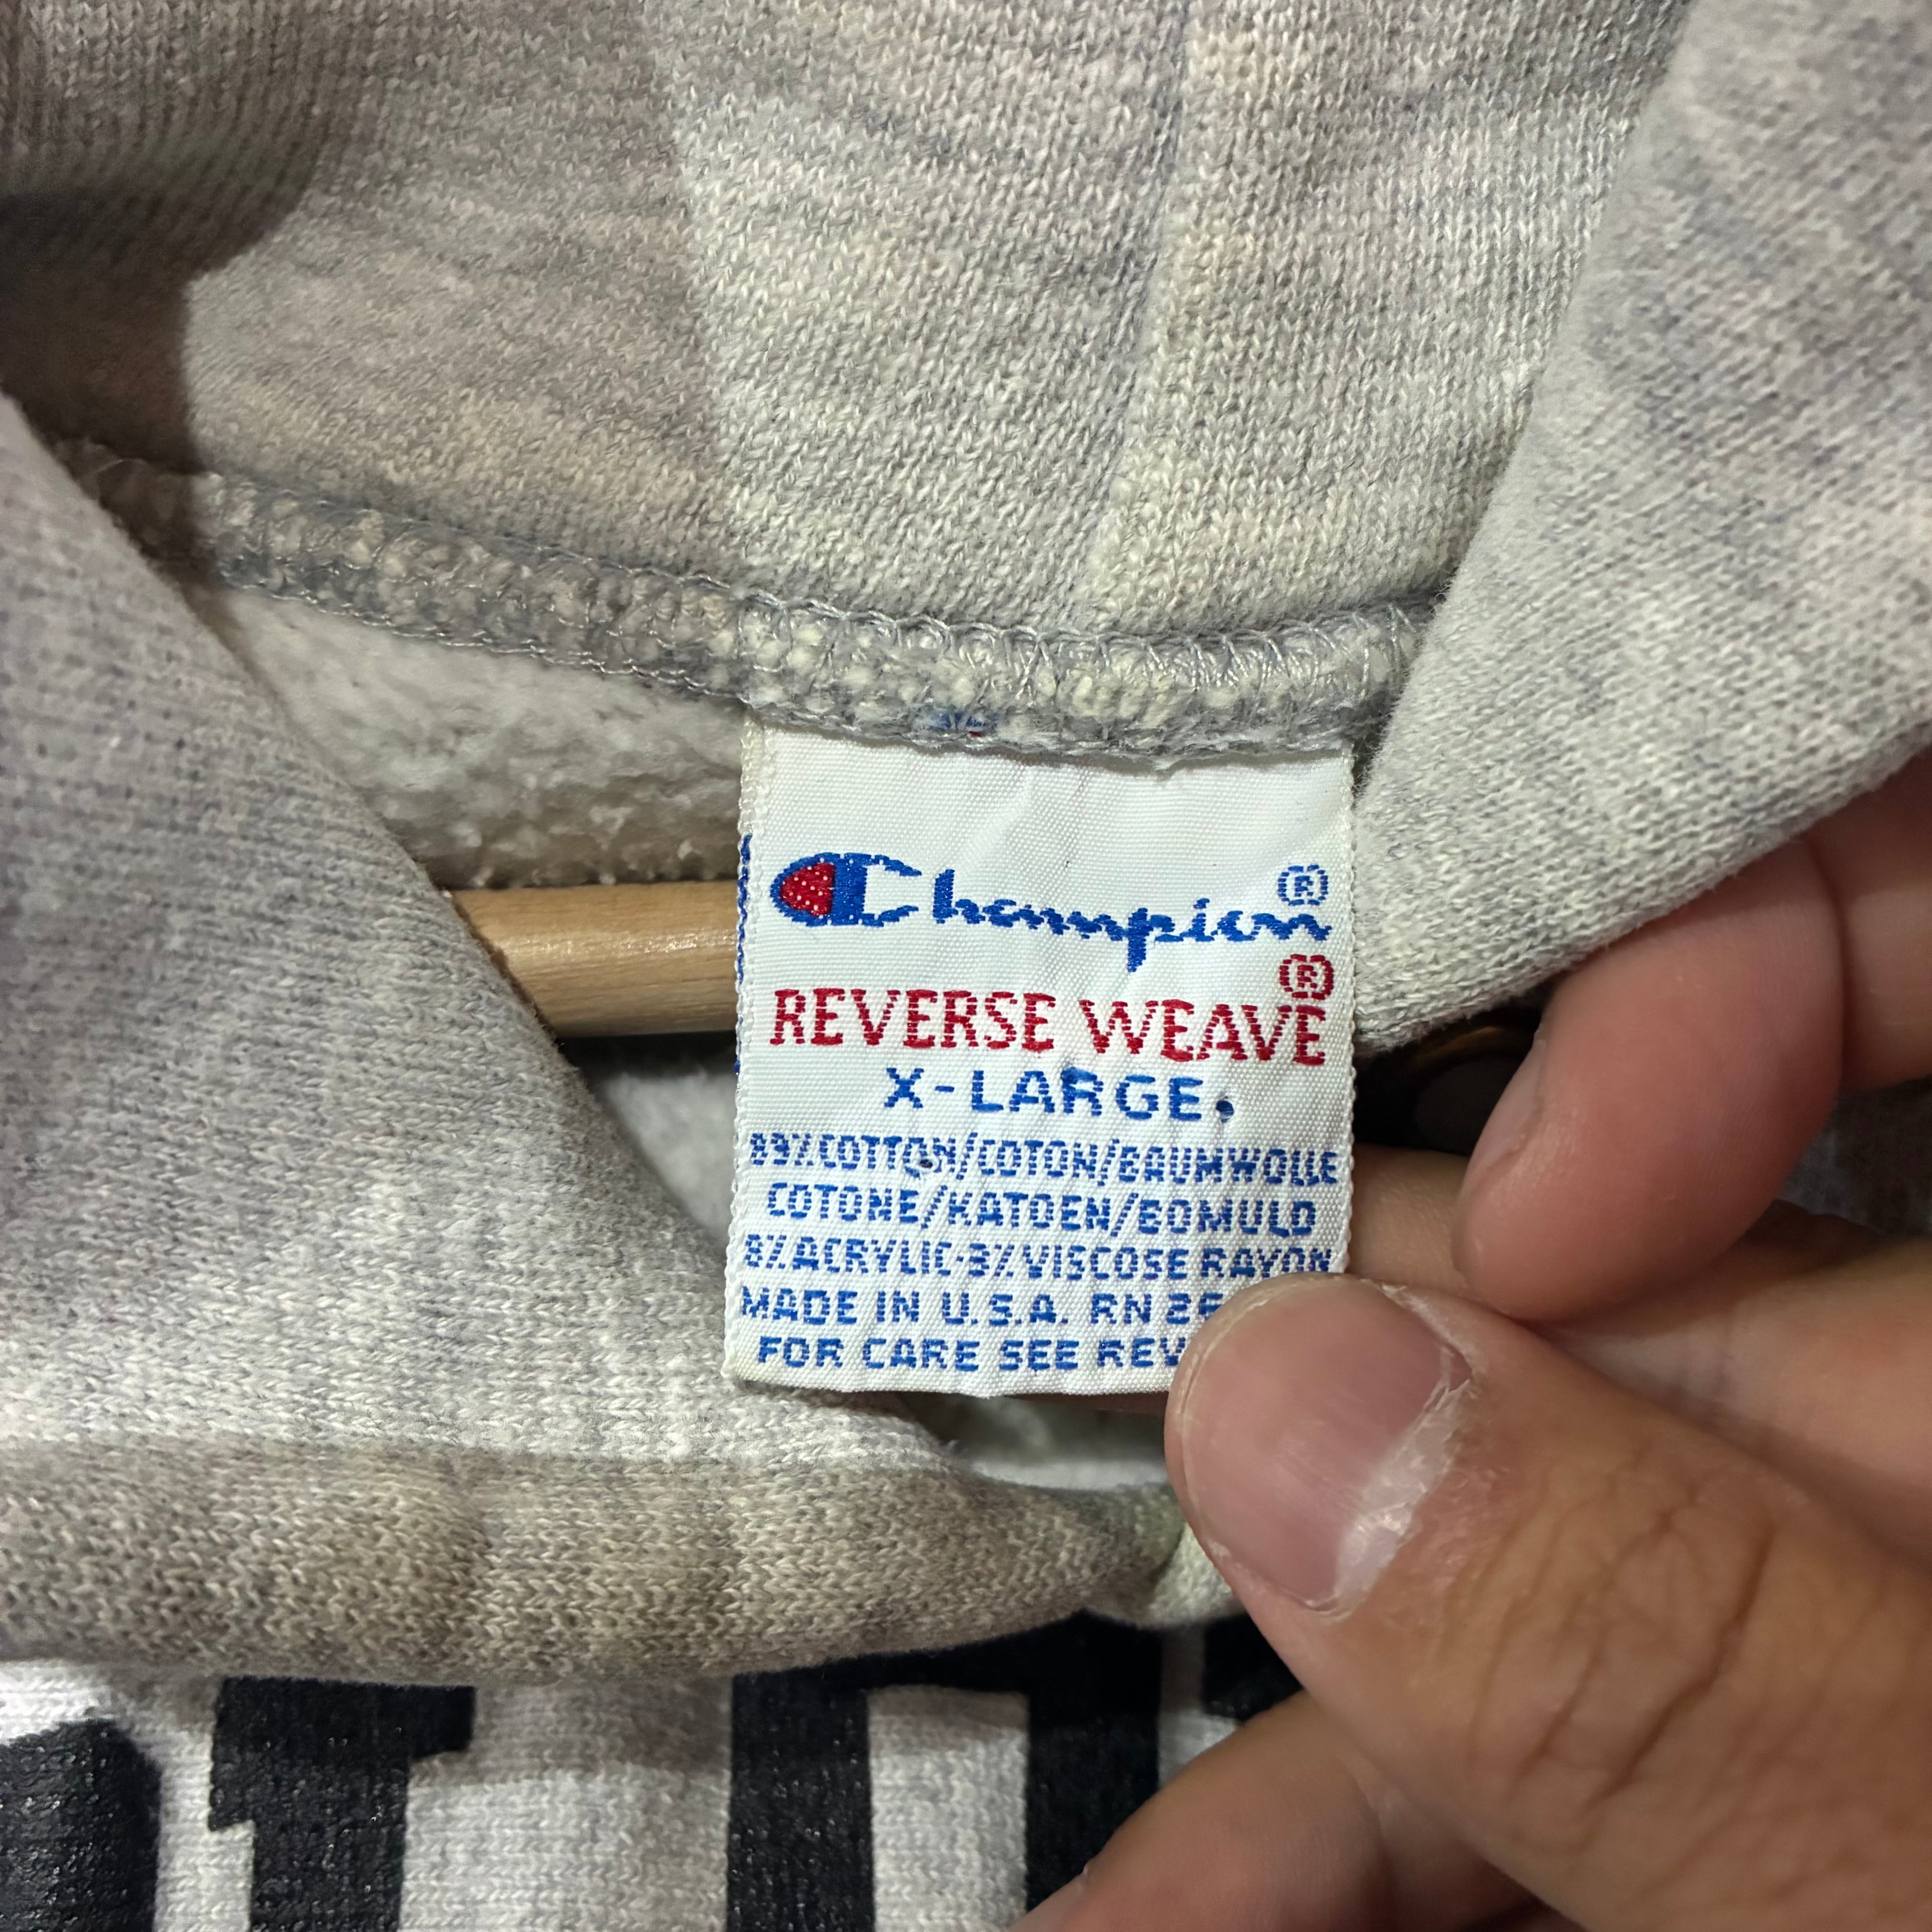 Champion®
REVERSE WEAVE®
X-LARGE.
89% COTTON/COTON/BAUMWOLLE
COTONE/KATOEN/BOMULD
8% ACRYLIC·3% VISCOSE RAYON
MADE IN U.S.A. RN
FOR CARE SEE